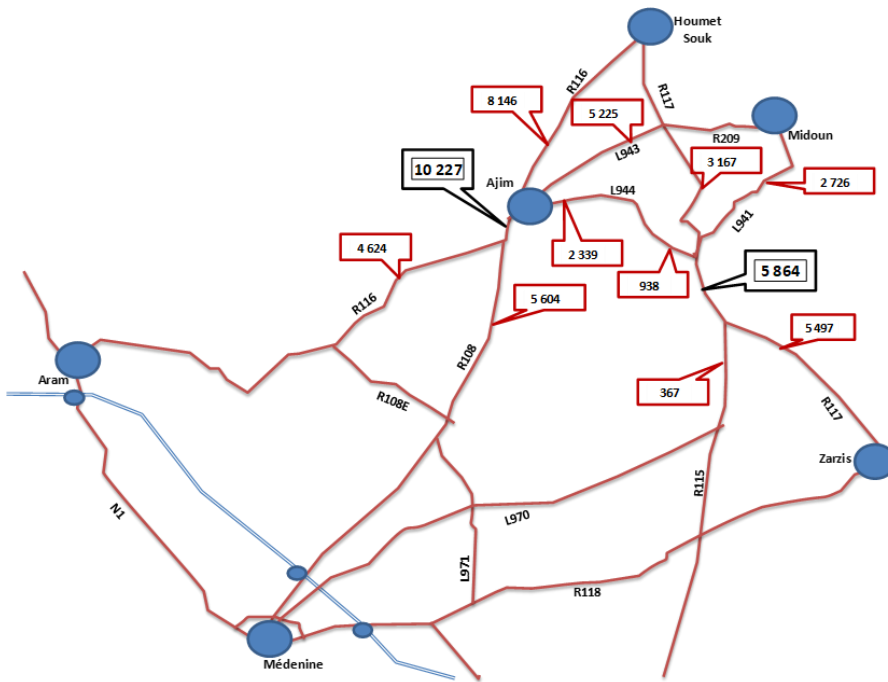 Houmet
Souk
R116
R117
8 146
5 225
Midoun
R209
L943
3 167
10 227
Ajim
L944
2 726
L941
4 624
2 339
938
5 864
R116
5 604
5 497
R108
Aram
367
R108E
R117
Zarzis
R115
N1
L970
L971
R118
Médenine